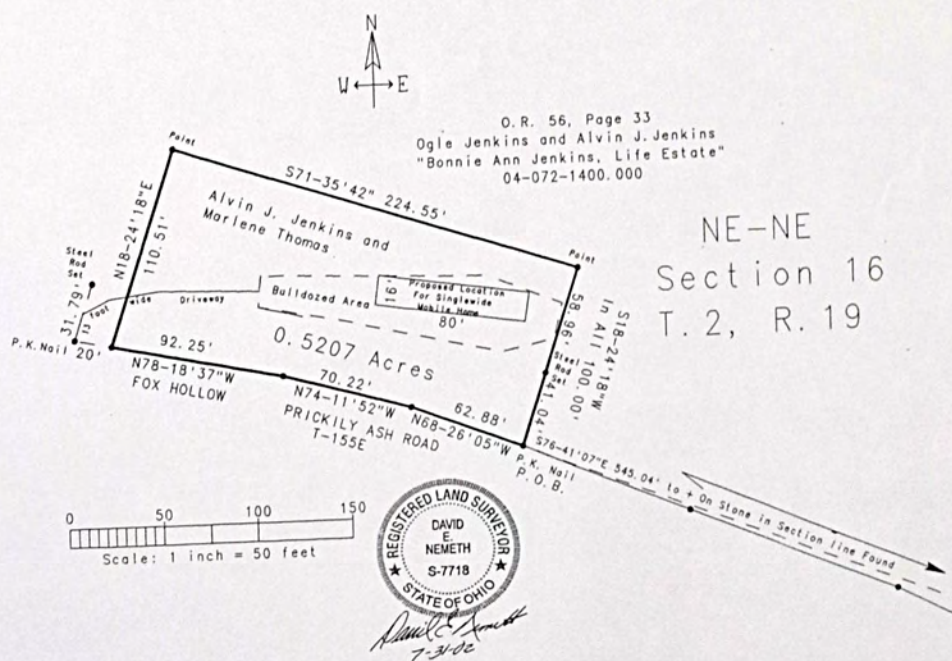 N
W E
O.R. 56, Page 33
Ogle Jenkins and Alvin J. Jenkins
"Bonnie Ann Jenkins, Life Estate"
04-072-1400.000
Point
S71-35'42" 224.55'
Alvin J. Jenkins and
Marlene Thomas
N18-24'18"E
110.51'
Point
NE-NE
Section 16
T. 2, R. 19
Steel
Rod
Set
31.79'
13 foot wide Driveway
Bulldozed Area
16'
Proposed Location
For Singlewide
Mobile Home
80'
58.96'
S18-24'18"W
In All 100.00'
Steel
Rod
Set
41.04'
P.K. Nail 20'
92.25'
0.5207 Acres
70.22'
62.88'
N78-18'37"W
FOX HOLLOW
N74-11'52"W
PRICKILY ASH ROAD
T-155E
N68-26'05"W
P.K. Nail
P.O.B.
S76-41'07"E 545.04' to + On Stone in Section line Found
0 50 100 150
Scale: 1 inch = 50 feet
REGISTERED LAND SURVEYOR
DAVID
E.
NEMETH
S-7718
STATE OF OHIO
David E Nemeth
7-31-02